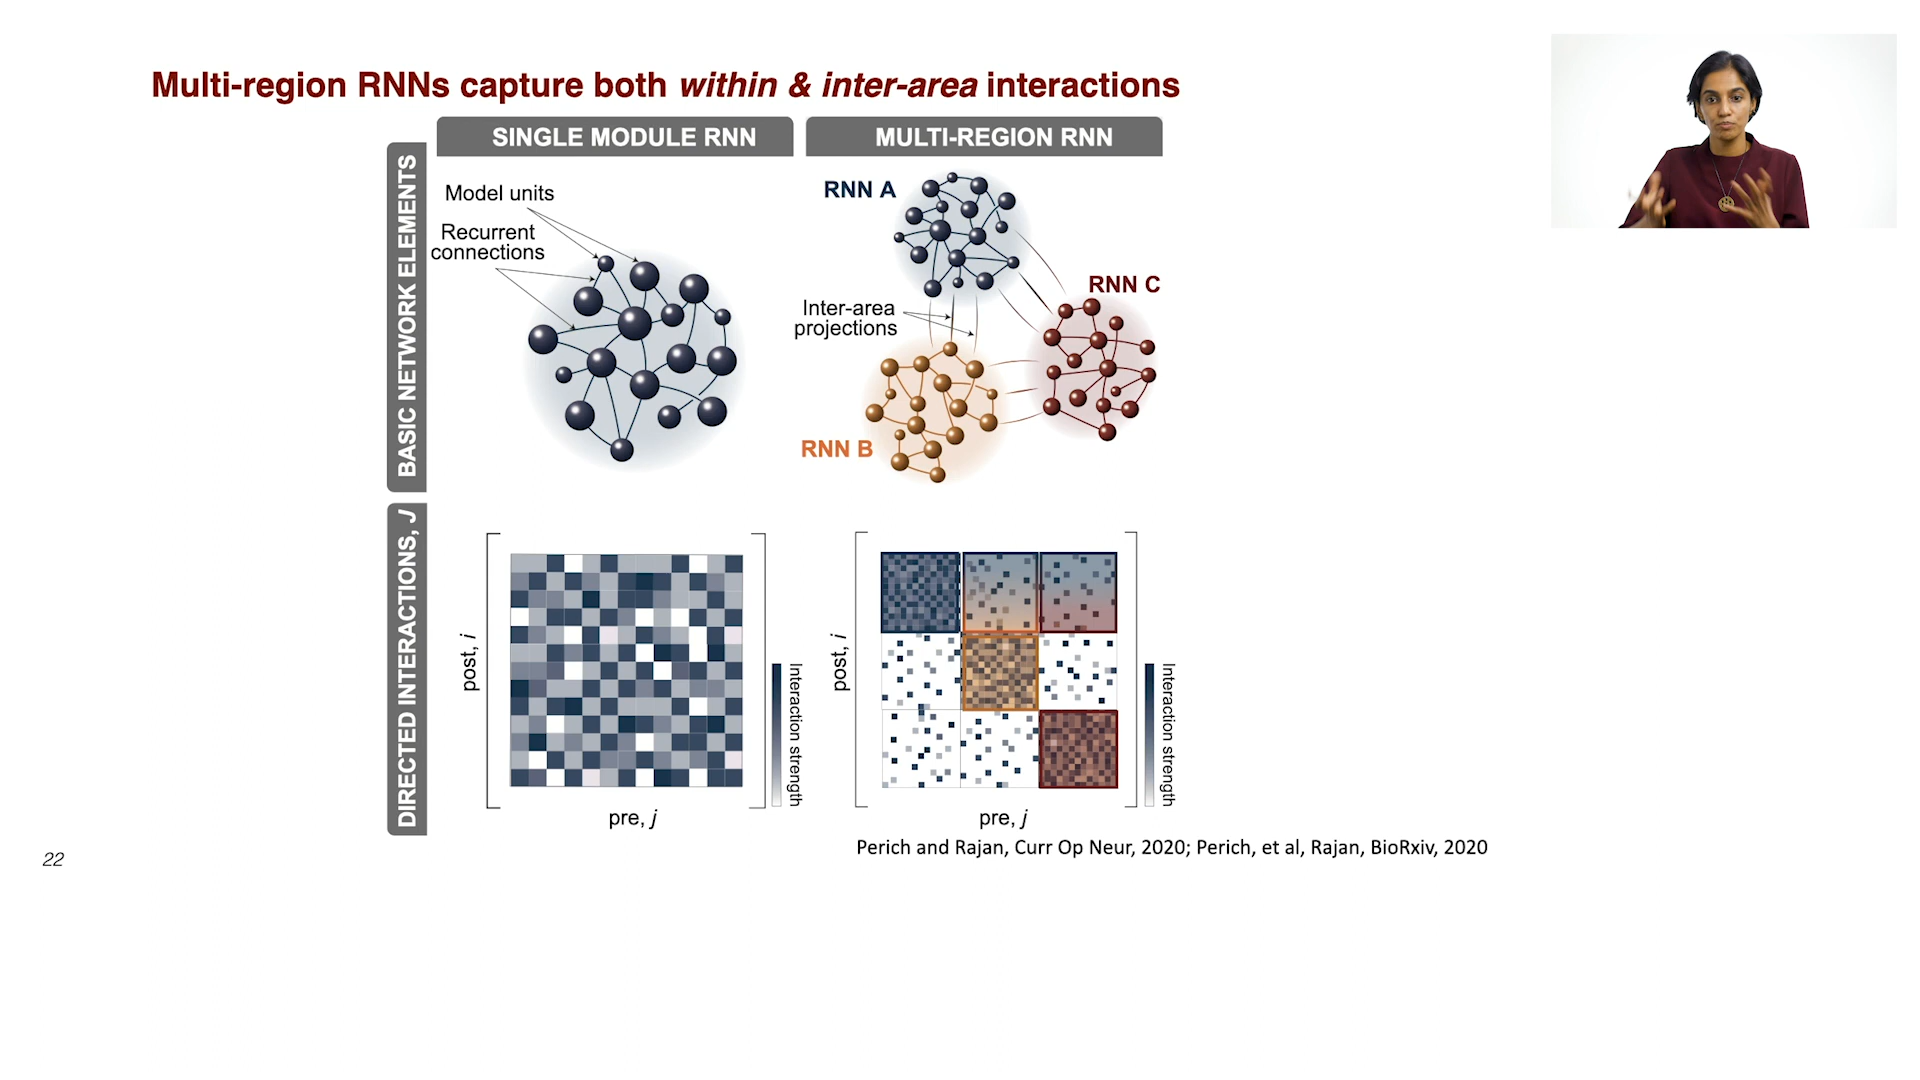 Multi-region RNNs capture both within & inter-area interactions
SINGLE MODULE RNN
MULTI-REGION RNN
BASIC NETWORK ELEMENTS
Model units
Recurrent
connections
RNN A
RNN C
Inter-area
projections
RNN B
DIRECTED INTERACTIONS, J
post, i
pre, j
Interaction strength
post, i
pre, j
Interaction strength
Perich and Rajan, Curr Op Neur, 2020; Perich, et al, Rajan, BioRxiv, 2020
22